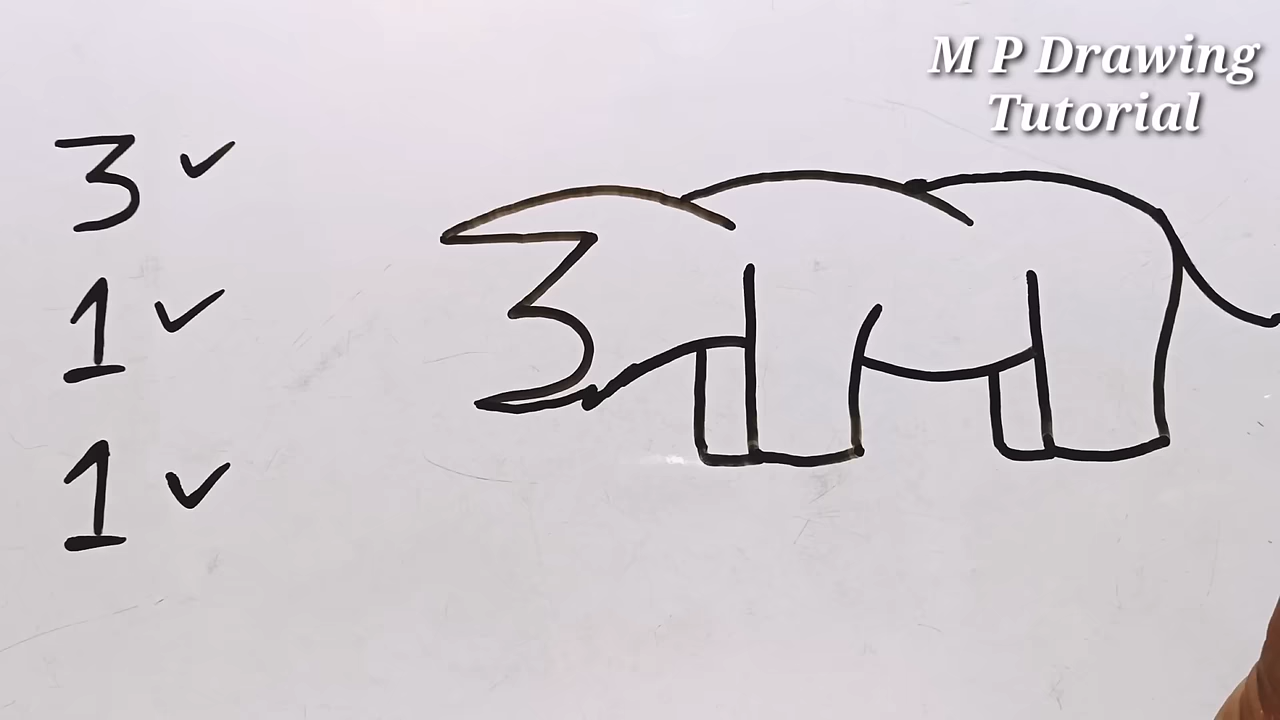 M P Drawing
Tutorial
3 ✓
1 ✓
1 ✓